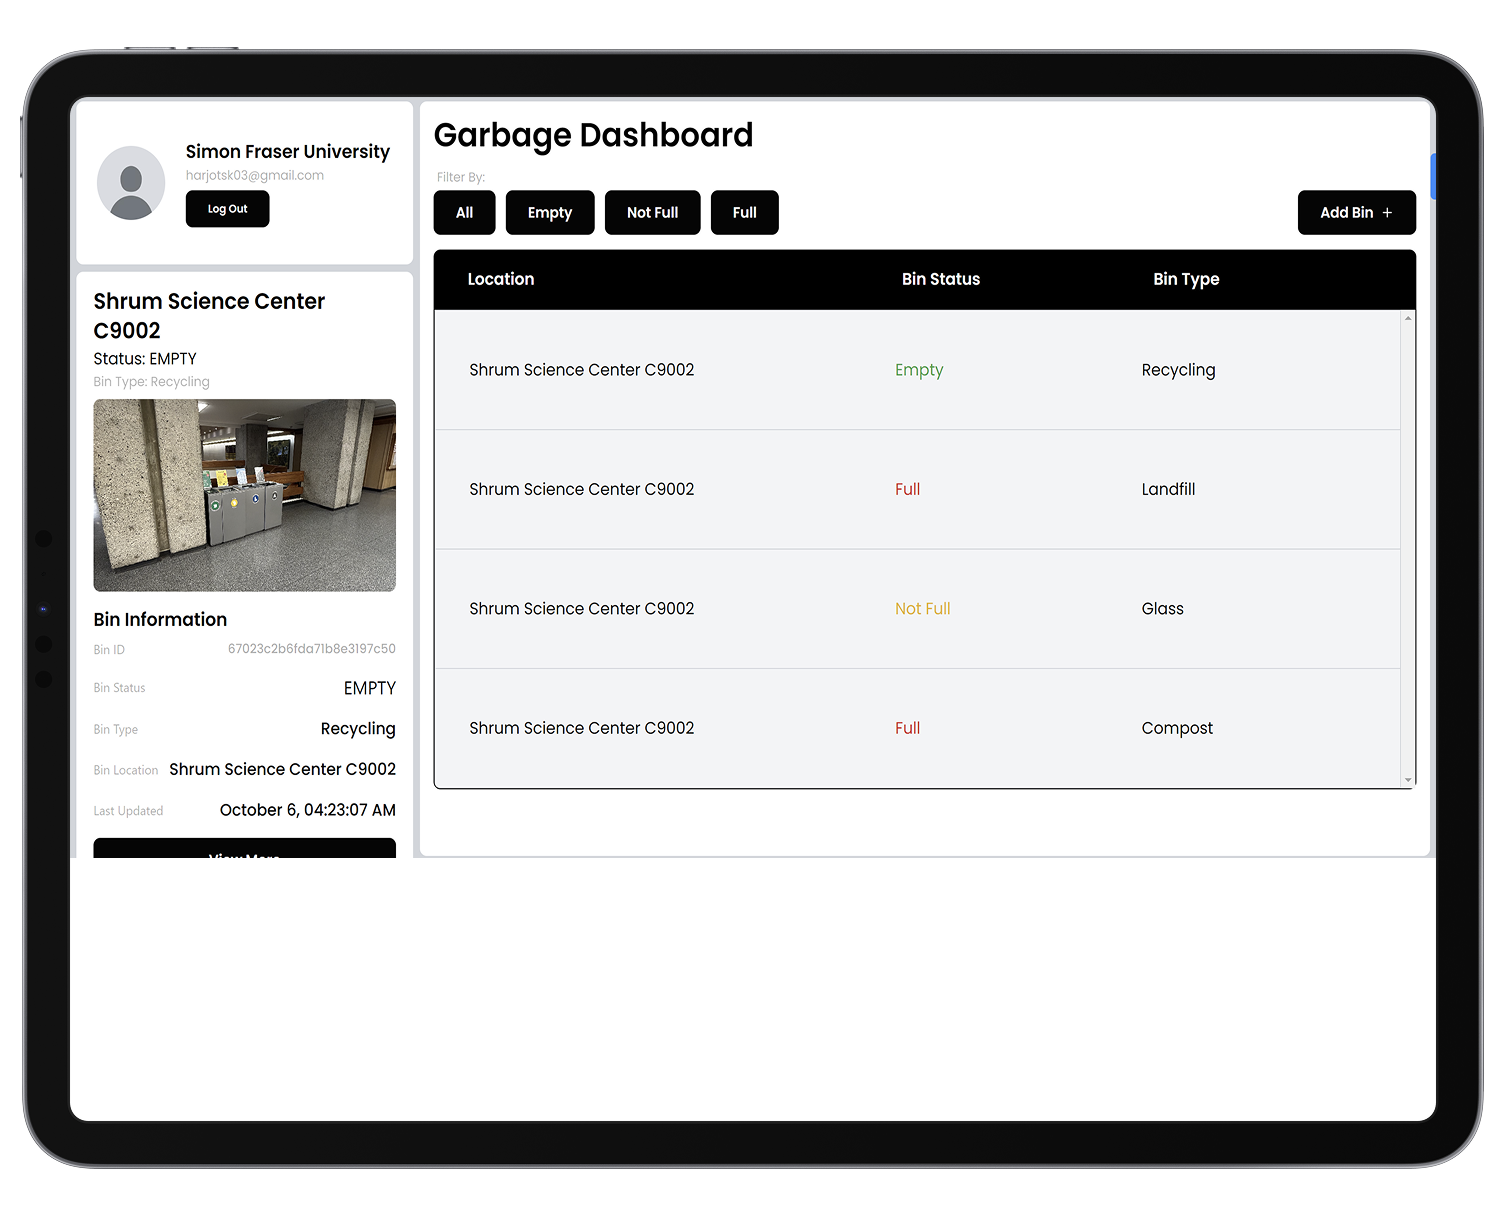 Simon Fraser University
harjotsk03@gmail.com
Log Out
Shrum Science Center
C9002
Status: EMPTY
Bin Type: Recycling
Bin Information
Bin ID 67023c2b6fda71b8e3197c50
Bin Status EMPTY
Bin Type Recycling
Bin Location Shrum Science Center C9002
Last Updated October 6, 04:23:07 AM
View More
Garbage Dashboard
Filter By:
All Empty Not Full Full Add Bin +
Location Bin Status Bin Type
Shrum Science Center C9002 Empty Recycling
Shrum Science Center C9002 Full Landfill
Shrum Science Center C9002 Not Full Glass
Shrum Science Center C9002 Full Compost